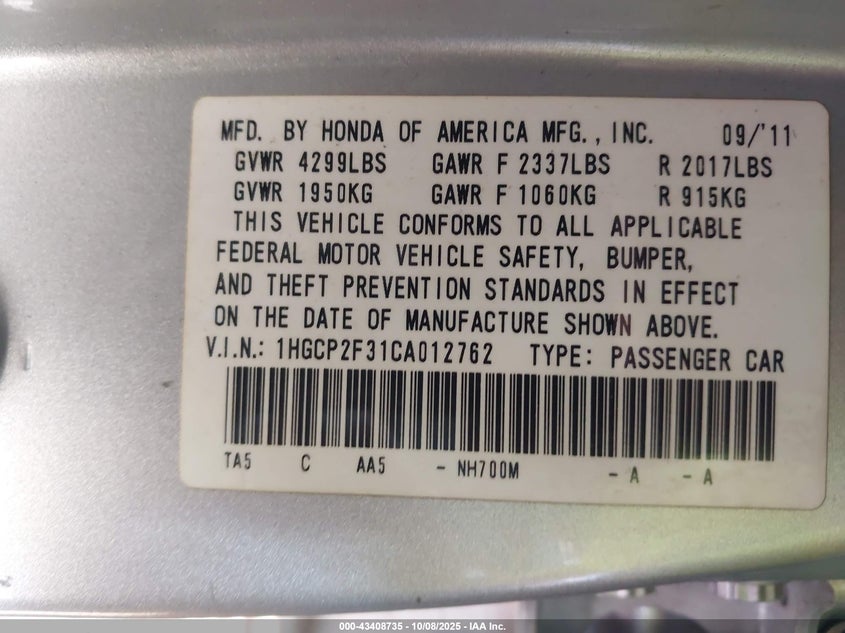 MFD. BY HONDA OF AMERICA MFG., INC. 09/'11
GVWR 4299LBS GAWR F 2337LBS R 2017LBS
GVWR 1950KG GAWR F 1060KG R 915KG
THIS VEHICLE CONFORMS TO ALL APPLICABLE
FEDERAL MOTOR VEHICLE SAFETY, BUMPER,
AND THEFT PREVENTION STANDARDS IN EFFECT
ON THE DATE OF MANUFACTURE SHOWN ABOVE.
V.I.N.: 1HGCP2F31CA012762 TYPE: PASSENGER CAR
TA5 C AA5 - NH700M - A - A
000-43408735 - 10/08/2025 - IAA Inc.